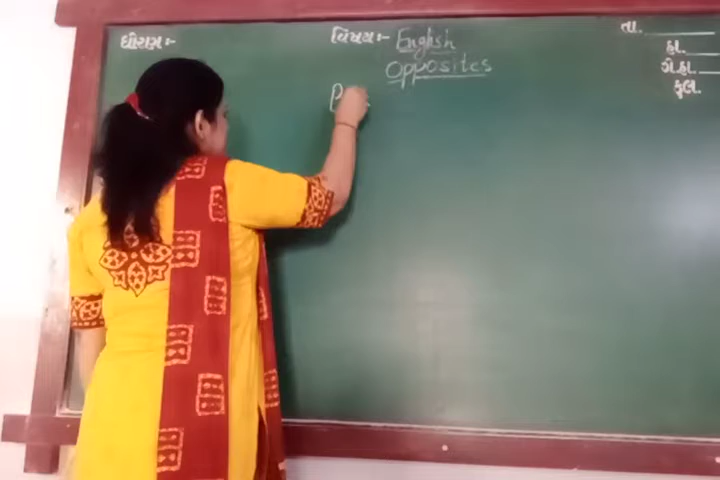 ધોરણ:-
વિષય:- English
Opposites
તા.
હા.
ગે.હા.
કુલ.